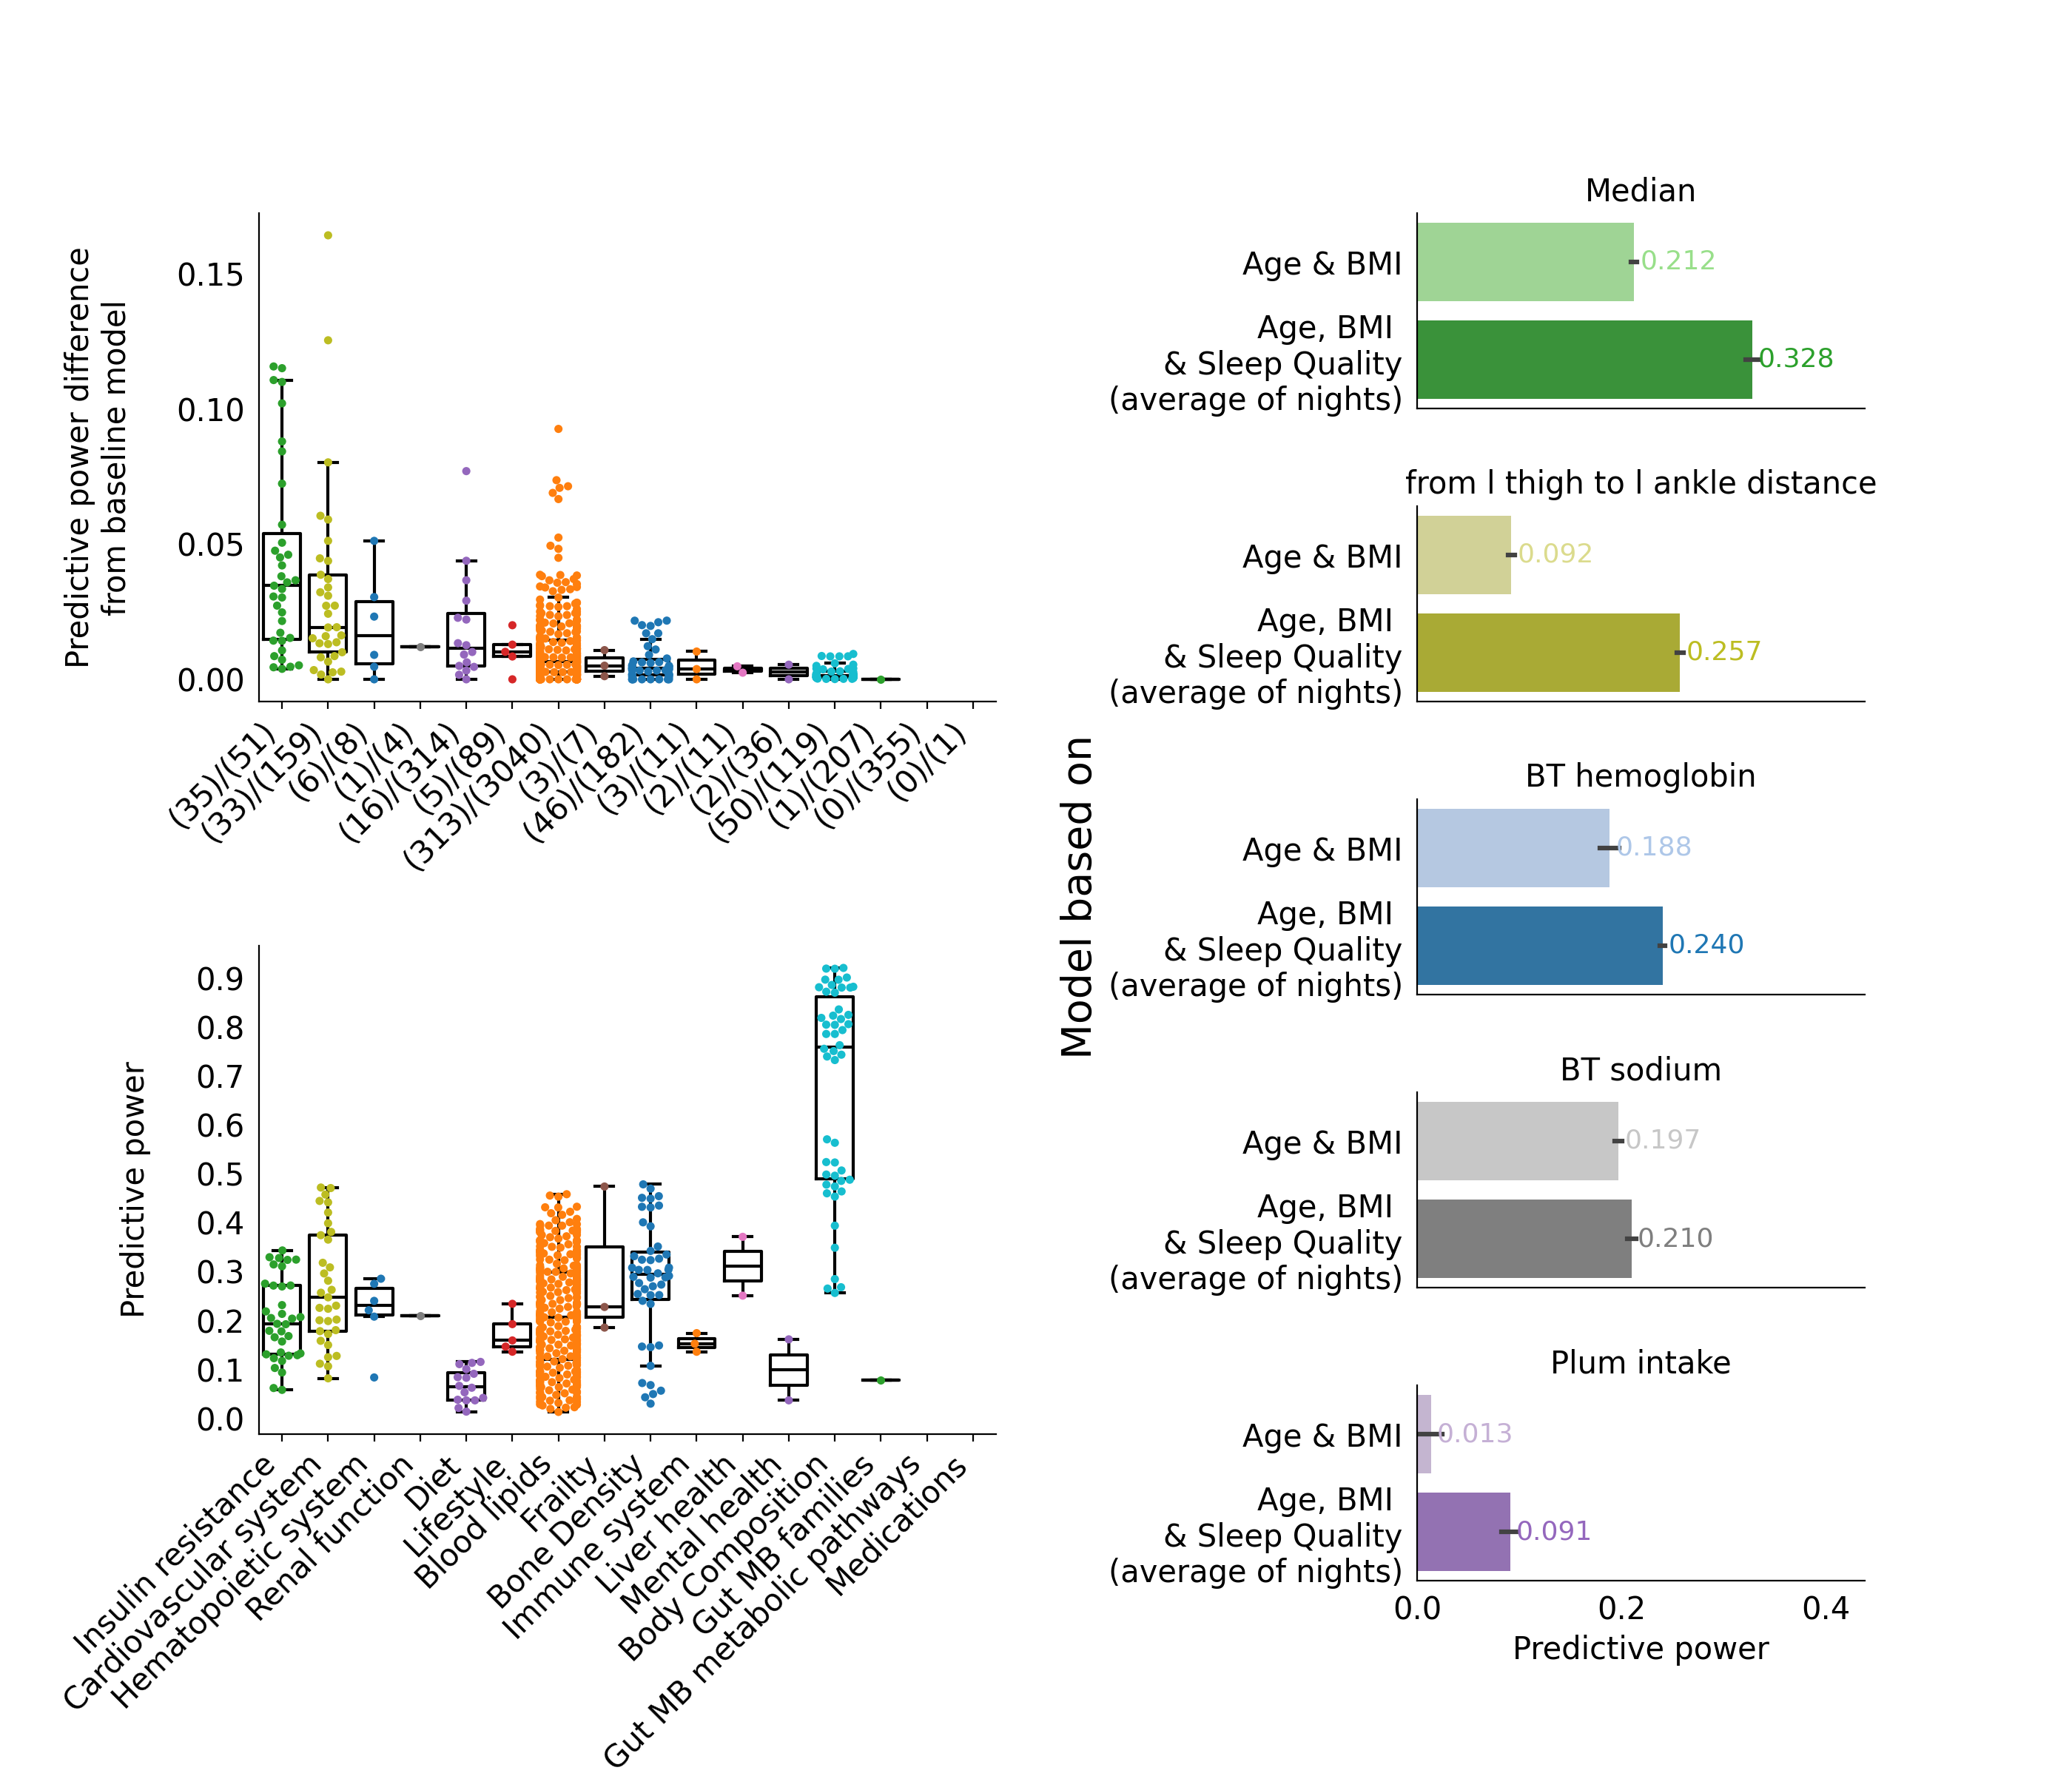 Predictive power difference
from baseline model
0.15
0.10
0.05
0.00
(35)/(51)
(33)/(159)
(6)/(8)
(1)/(4)
(16)/(314)
(5)/(89)
(313)/(3040)
(3)/(7)
(46)/(182)
(3)/(11)
(2)/(11)
(2)/(36)
(50)/(119)
(1)/(207)
(0)/(355)
(0)/(1)
Predictive power
0.9
0.8
0.7
0.6
0.5
0.4
0.3
0.2
0.1
0.0
Insulin resistance
Cardiovascular system
Hematopoietic system
Renal function
Diet
Lifestyle
Blood lipids
Frailty
Bone Density
Immune system
Liver health
Mental health
Body Composition
Gut MB families
Gut MB metabolic pathways
Medications
Model based on
Median
Age & BMI
0.212
Age, BMI
& Sleep Quality
(average of nights)
0.328
from l thigh to l ankle distance
Age & BMI
0.092
Age, BMI
& Sleep Quality
(average of nights)
0.257
BT hemoglobin
Age & BMI
0.188
Age, BMI
& Sleep Quality
(average of nights)
0.240
BT sodium
Age & BMI
0.197
Age, BMI
& Sleep Quality
(average of nights)
0.210
Plum intake
Age & BMI
0.013
Age, BMI
& Sleep Quality
(average of nights)
0.091
0.0 0.2 0.4
Predictive power